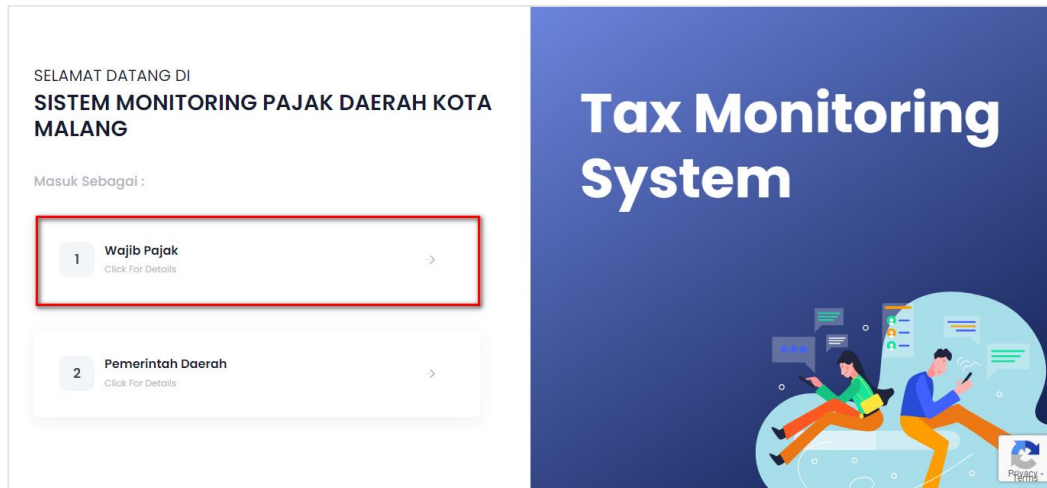 SELAMAT DATANG DI
SISTEM MONITORING PAJAK DAERAH KOTA
MALANG
Masuk Sebagai :
1
Wajib Pajak
Click For Details
2
Pemerintah Daerah
Click For Details
Tax Monitoring
System
Privacy -
Terms